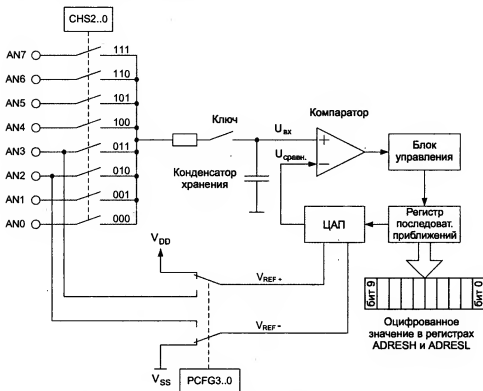 CHS2..0
AN7
111
AN6
110
AN5
101
AN4
100
AN3
011
AN2
010
AN1
001
AN0
000
Ключ
Конденсатор
хранения
Uвх
Uсравн.
Компаратор
+
−
Блок
управления
Регистр
последоват.
приближений
ЦАП
VDD
VREF +
VREF -
VSS
PCFG3..0
бит 9
бит 0
Оцифрованное
значение в регистрах
ADRESH и ADRESL